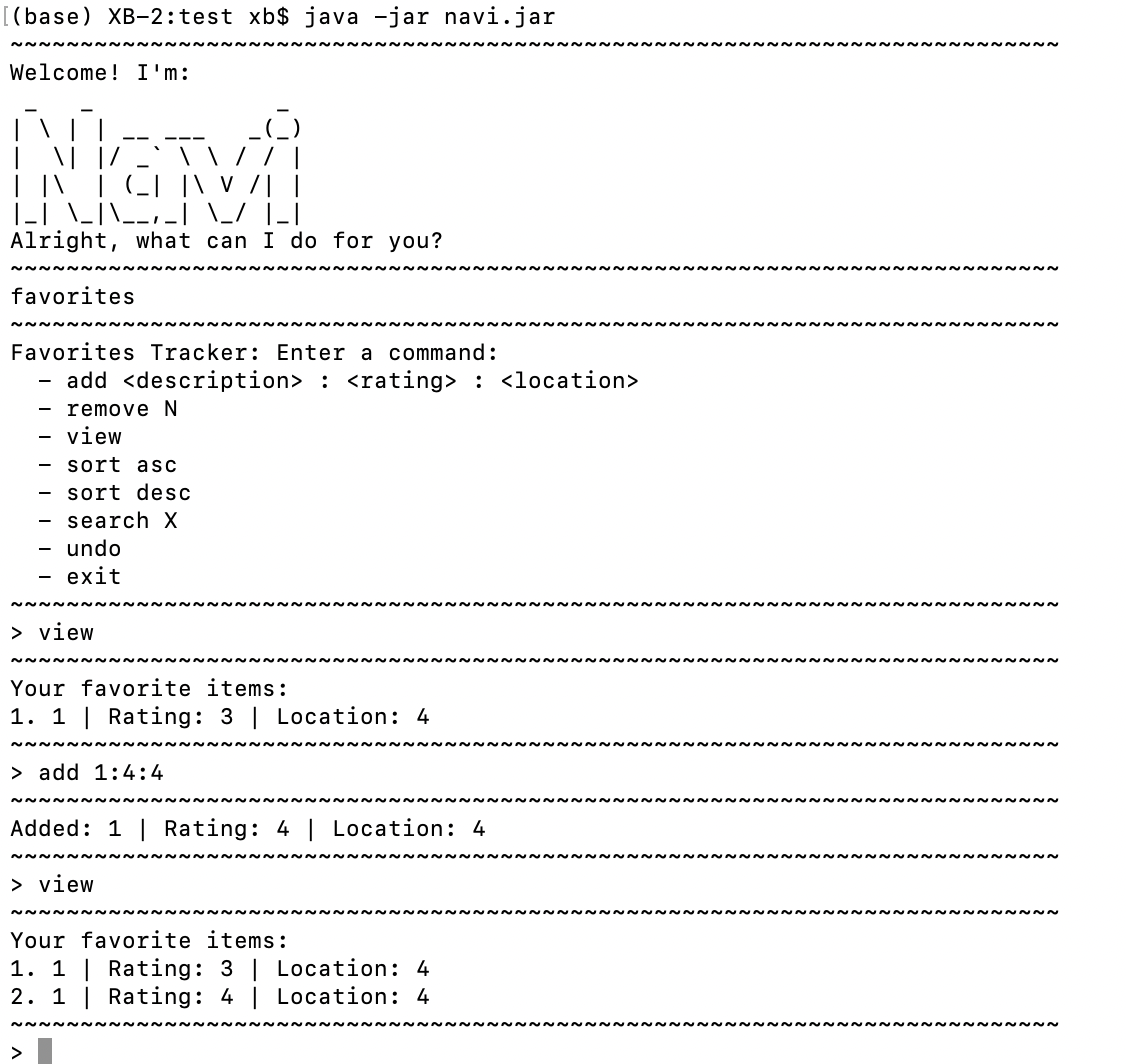 [(base) XB-2:test xb$ java -jar navi.jar
~~~~~~~~~~~~~~~~~~~~~~~~~~~~~~~~~~~~~~~~~~~~~~~~~~~~~~~~~~~~~~~~~~~~~~~~~~~
Welcome! I'm:
 _   _             _
| \ | | __ ___   _(_)
|  \| |/ _` \ \ / / |
| |\  | (_| |\ V /| |
|_| \_|\__,_| \_/ |_|
Alright, what can I do for you?
~~~~~~~~~~~~~~~~~~~~~~~~~~~~~~~~~~~~~~~~~~~~~~~~~~~~~~~~~~~~~~~~~~~~~~~~~~~
favorites
~~~~~~~~~~~~~~~~~~~~~~~~~~~~~~~~~~~~~~~~~~~~~~~~~~~~~~~~~~~~~~~~~~~~~~~~~~~
Favorites Tracker: Enter a command:
  - add <description> : <rating> : <location>
  - remove N
  - view
  - sort asc
  - sort desc
  - search X
  - undo
  - exit
~~~~~~~~~~~~~~~~~~~~~~~~~~~~~~~~~~~~~~~~~~~~~~~~~~~~~~~~~~~~~~~~~~~~~~~~~~~
> view
~~~~~~~~~~~~~~~~~~~~~~~~~~~~~~~~~~~~~~~~~~~~~~~~~~~~~~~~~~~~~~~~~~~~~~~~~~~
Your favorite items:
1. 1 | Rating: 3 | Location: 4
~~~~~~~~~~~~~~~~~~~~~~~~~~~~~~~~~~~~~~~~~~~~~~~~~~~~~~~~~~~~~~~~~~~~~~~~~~~
> add 1:4:4
~~~~~~~~~~~~~~~~~~~~~~~~~~~~~~~~~~~~~~~~~~~~~~~~~~~~~~~~~~~~~~~~~~~~~~~~~~~
Added: 1 | Rating: 4 | Location: 4
~~~~~~~~~~~~~~~~~~~~~~~~~~~~~~~~~~~~~~~~~~~~~~~~~~~~~~~~~~~~~~~~~~~~~~~~~~~
> view
~~~~~~~~~~~~~~~~~~~~~~~~~~~~~~~~~~~~~~~~~~~~~~~~~~~~~~~~~~~~~~~~~~~~~~~~~~~
Your favorite items:
1. 1 | Rating: 3 | Location: 4
2. 1 | Rating: 4 | Location: 4
~~~~~~~~~~~~~~~~~~~~~~~~~~~~~~~~~~~~~~~~~~~~~~~~~~~~~~~~~~~~~~~~~~~~~~~~~~~
>